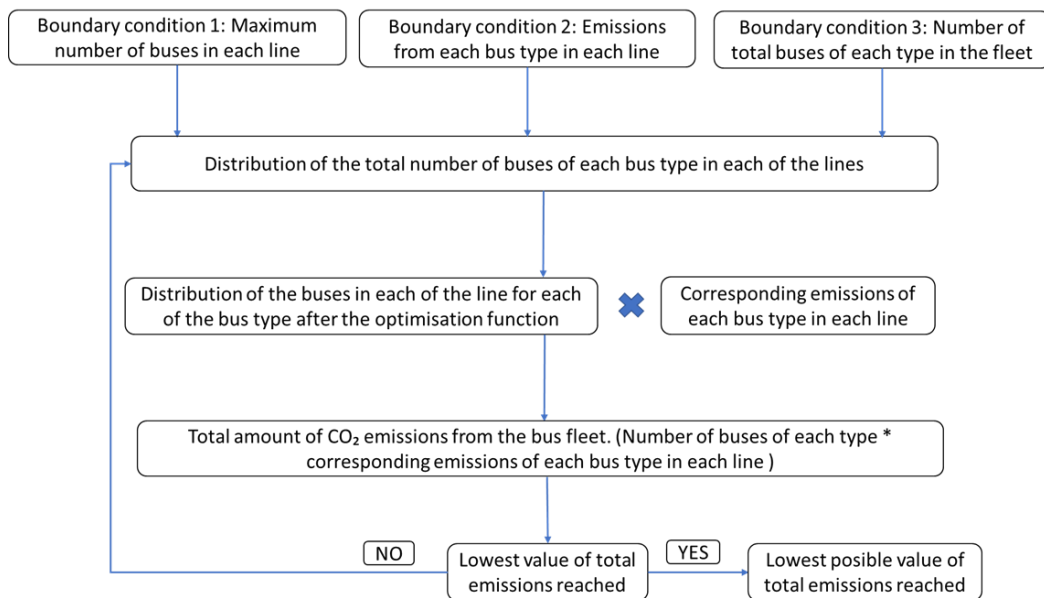 Boundary condition 1: Maximum
number of buses in each line
Boundary condition 2: Emissions
from each bus type in each line
Boundary condition 3: Number of
total buses of each type in the fleet
Distribution of the total number of buses of each bus type in each of the lines
Distribution of the buses in each of the line for each
of the bus type after the optimisation function
Corresponding emissions of
each bus type in each line
Total amount of CO₂ emissions from the bus fleet. (Number of buses of each type *
corresponding emissions of each bus type in each line )
NO
Lowest value of total
emissions reached
YES
Lowest posible value of
total emissions reached